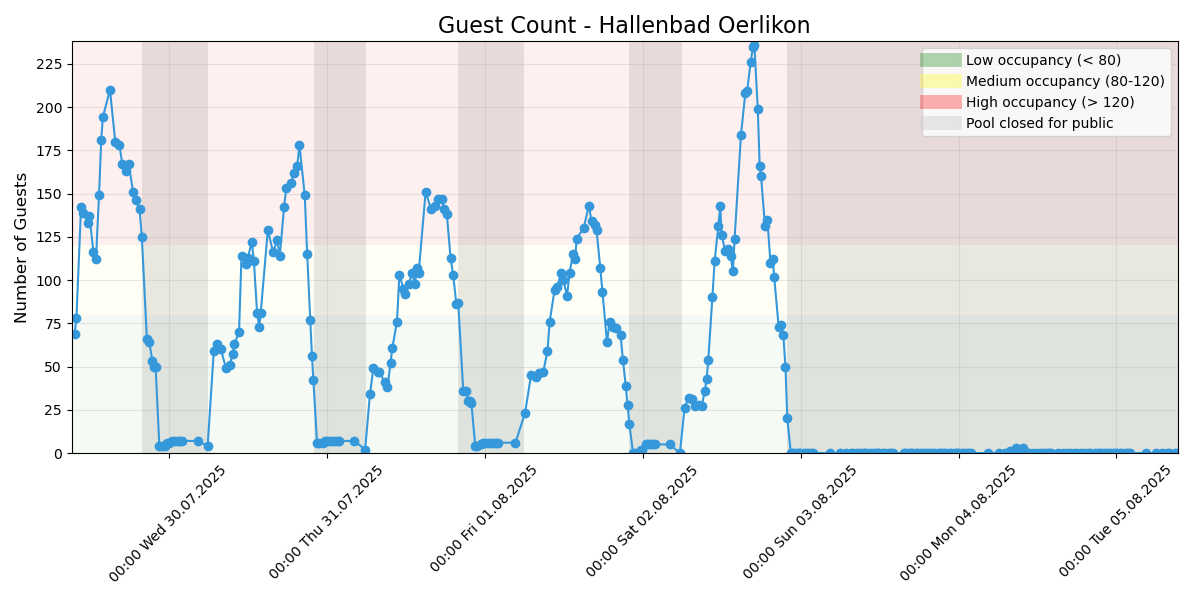 Guest Count - Hallenbad Oerlikon
Number of Guests
225
200
175
150
125
100
75
50
25
0
Low occupancy (< 80)
Medium occupancy (80-120)
High occupancy (> 120)
Pool closed for public
00:00 Wed 30.07.2025
00:00 Thu 31.07.2025
00:00 Fri 01.08.2025
00:00 Sat 02.08.2025
00:00 Sun 03.08.2025
00:00 Mon 04.08.2025
00:00 Tue 05.08.2025